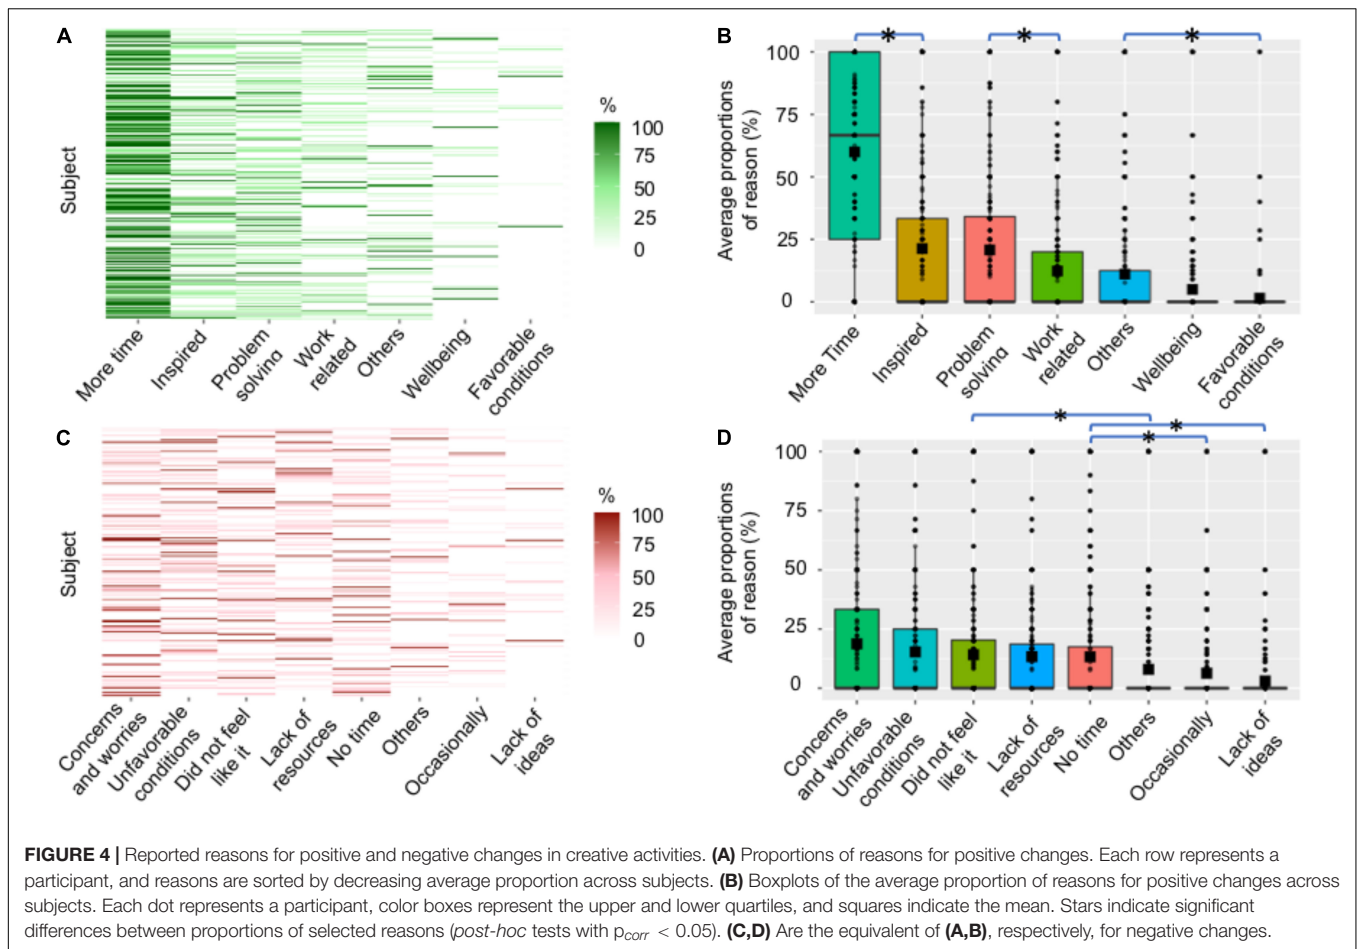 A
Subject
More time
Inspired
Problem
solving
Work
related
Others
Wellbeing
Favorable
conditions
%
100
75
50
25
0
B
Average proportions
of reason (%)
100
75
50
25
0
* * *
More Time
Inspired
Problem
solving
Work
related
Others
Wellbeing
Favorable
conditions
C
Subject
Concerns
and worries
Unfavorable
conditions
Did not feel
like it
Lack of
resources
No time
Others
Occasionally
Lack of
ideas
%
100
75
50
25
0
D
Average proportions
of reason (%)
100
75
50
25
0
*
*
*
Concerns
and worries
Unfavorable
conditions
Did not feel
like it
Lack of
resources
No time
Others
Occasionally
Lack of
ideas
FIGURE 4 | Reported reasons for positive and negative changes in creative activities. (A) Proportions of reasons for positive changes. Each row represents a
participant, and reasons are sorted by decreasing average proportion across subjects. (B) Boxplots of the average proportion of reasons for positive changes across
subjects. Each dot represents a participant, color boxes represent the upper and lower quartiles, and squares indicate the mean. Stars indicate significant
differences between proportions of selected reasons (post-hoc tests with pcorr < 0.05). (C,D) Are the equivalent of (A,B), respectively, for negative changes.